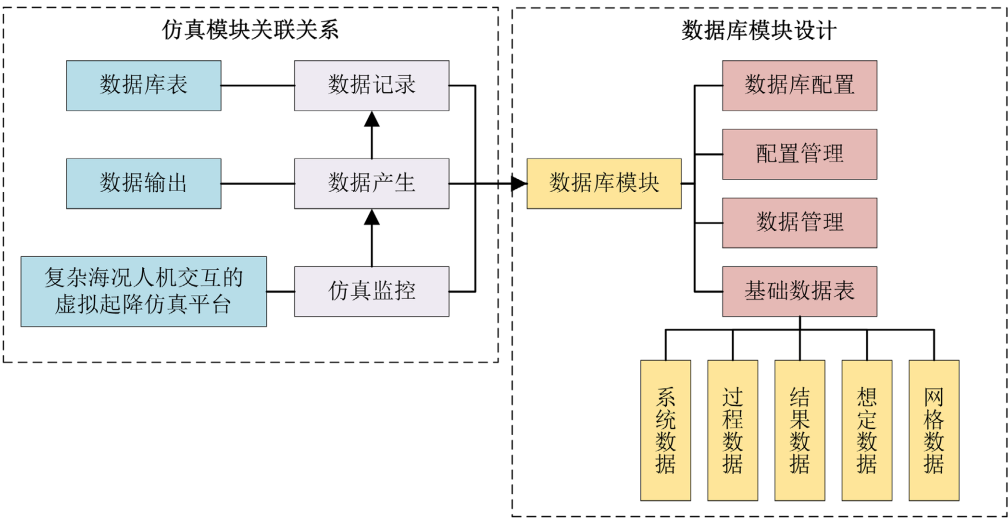 仿真模块关联关系
数据库表
数据记录
数据输出
数据产生
复杂海况人机交互的
虚拟起降仿真平台
仿真监控
数据库模块设计
数据库模块
数据库配置
配置管理
数据管理
基础数据表
系统数据
过程数据
结果数据
想定数据
网格数据